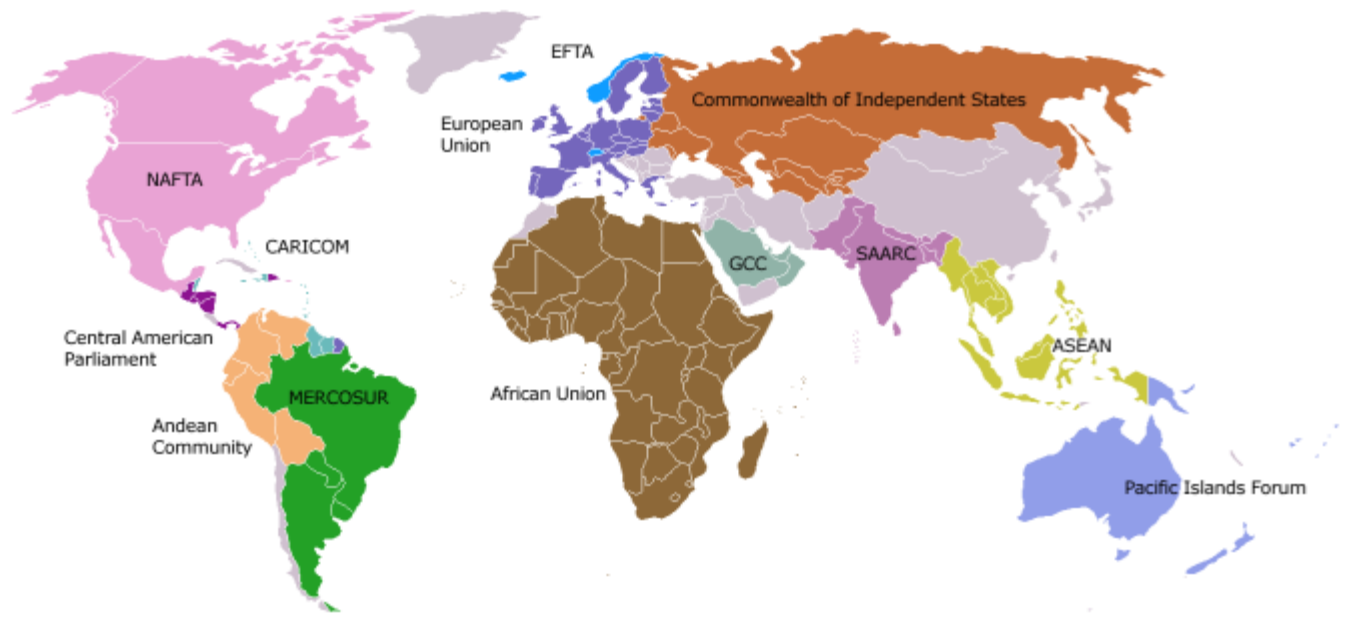 EFTA
Commonwealth of Independent States
European
Union
NAFTA
CARICOM
GCC
SAARC
Central American
Parliament
ASEAN
African Union
MERCOSUR
Andean
Community
Pacific Islands Forum